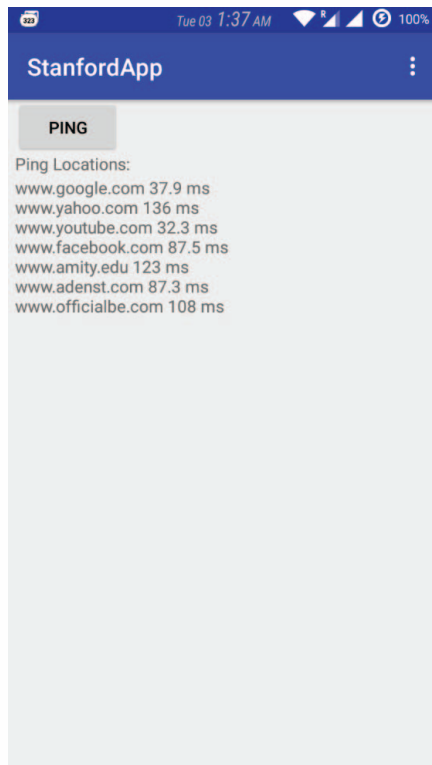 323 Tue 03 1:37 AM R 100%
StanfordApp
PING
Ping Locations:
www.google.com 37.9 ms
www.yahoo.com 136 ms
www.youtube.com 32.3 ms
www.facebook.com 87.5 ms
www.amity.edu 123 ms
www.adenst.com 87.3 ms
www.officialbe.com 108 ms